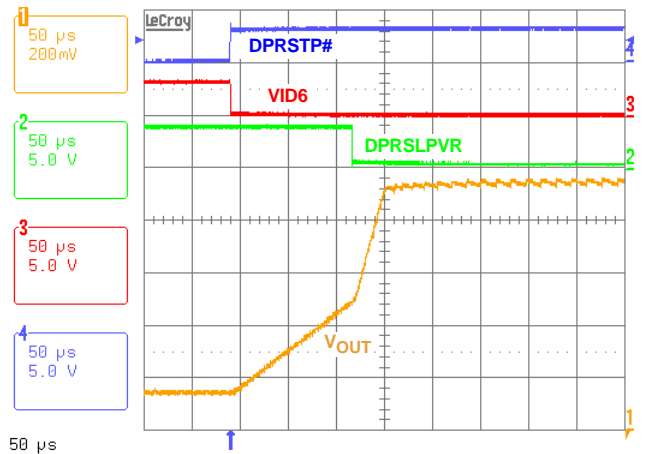 1
50 µs
200mV
LeCroy
DPRSTP#
4
VID6
3
2
50 µs
5.0 V
DPRSLPVR
2
3
50 µs
5.0 V
4
50 µs
5.0 V
VOUT
1
50 µs